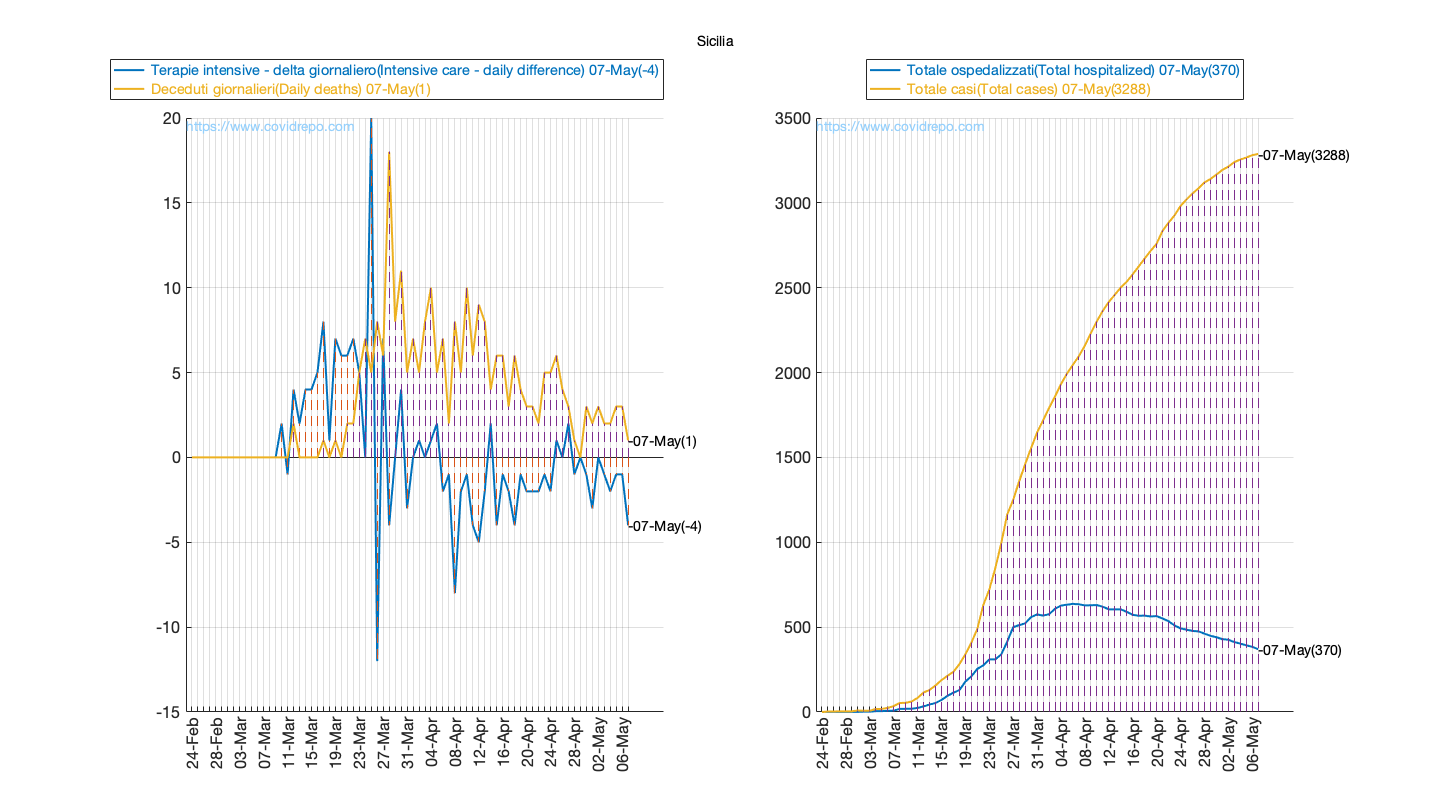 Sicilia
Terapie intensive - delta giornaliero(Intensive care - daily difference) 07-May(-4)
Deceduti giornalieri(Daily deaths) 07-May(1)
https://www.covidrepo.com
20
15
10
5
0
-5
-10
-15
-07-May(1)
-07-May(-4)
24-Feb
28-Feb
03-Mar
07-Mar
11-Mar
15-Mar
19-Mar
23-Mar
27-Mar
31-Mar
04-Apr
08-Apr
12-Apr
16-Apr
20-Apr
24-Apr
28-Apr
02-May
06-May
Totale ospedalizzati(Total hospitalized) 07-May(370)
Totale casi(Total cases) 07-May(3288)
https://www.covidrepo.com
3500
3000
2500
2000
1500
1000
500
0
-07-May(3288)
-07-May(370)
24-Feb
28-Feb
03-Mar
07-Mar
11-Mar
15-Mar
19-Mar
23-Mar
27-Mar
31-Mar
04-Apr
08-Apr
12-Apr
16-Apr
20-Apr
24-Apr
28-Apr
02-May
06-May